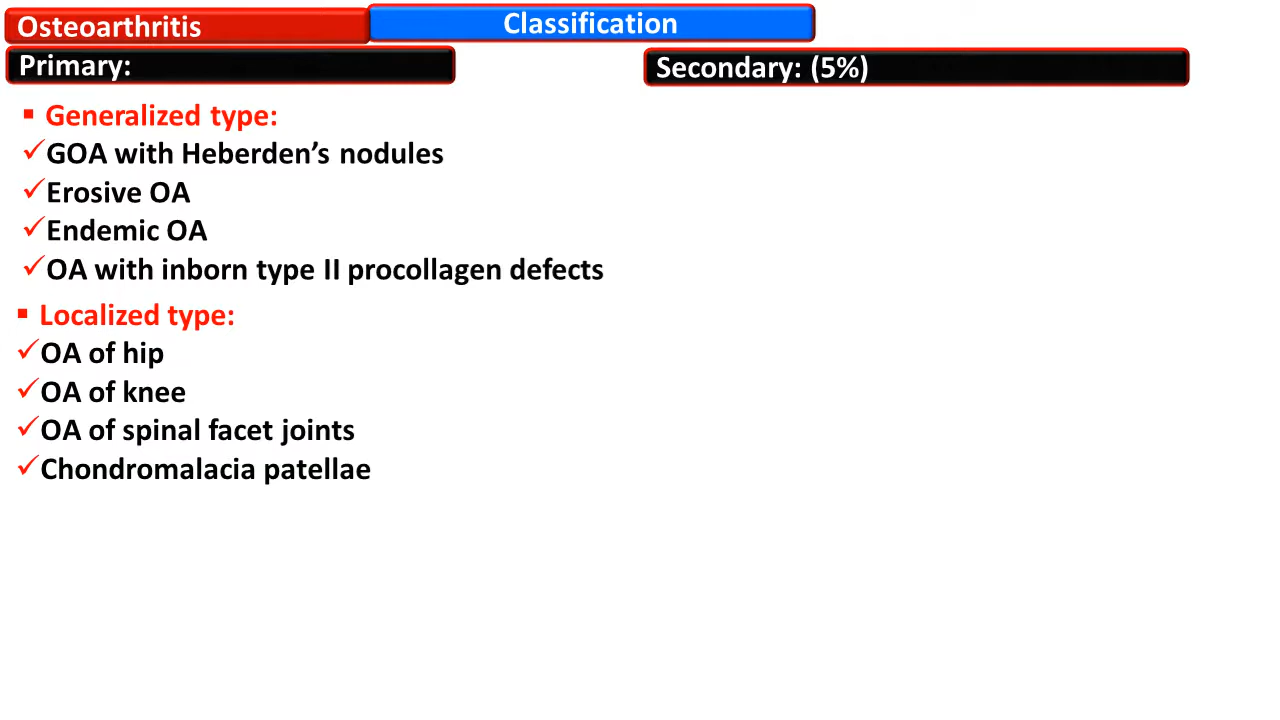 Osteoarthritis
Classification
Primary:
Secondary: (5%)
▪ Generalized type:
✓GOA with Heberden’s nodules
✓Erosive OA
✓Endemic OA
✓OA with inborn type II procollagen defects
▪ Localized type:
✓OA of hip
✓OA of knee
✓OA of spinal facet joints
✓Chondromalacia patellae